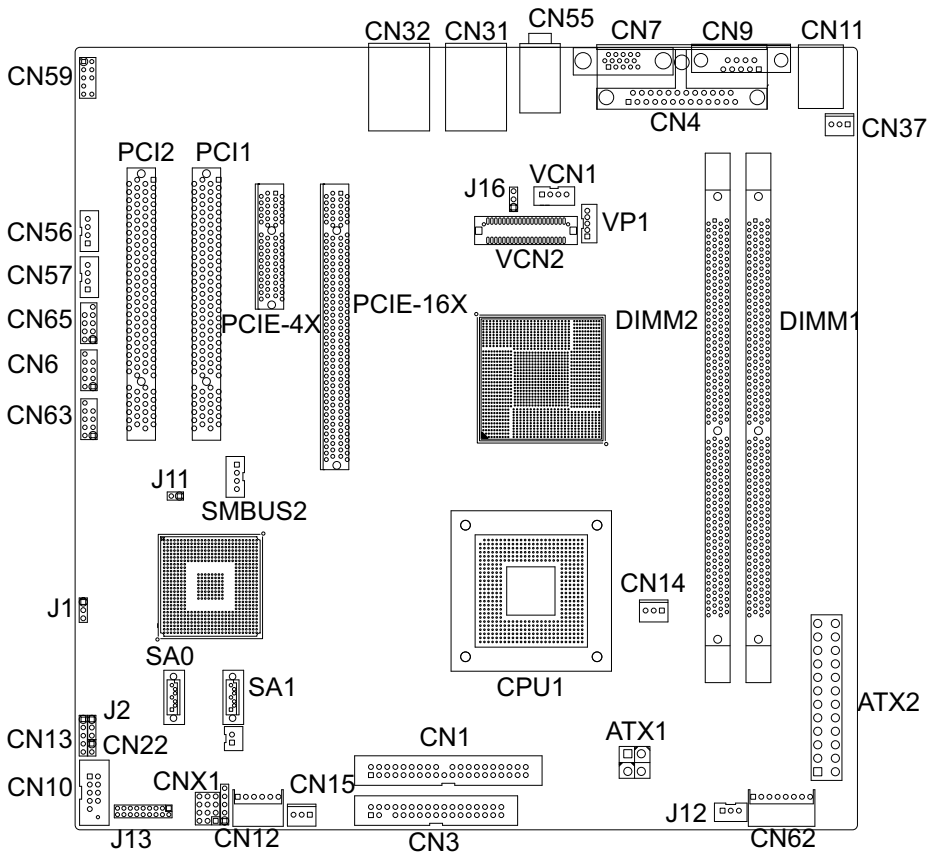 CN32 CN31 CN55 CN7 CN9 CN11
CN59
CN4
CN37
PCI2 PCI1
J16 VCN1
CN56
VP1
VCN2
CN57
CN65
PCIE-4X PCIE-16X DIMM2 DIMM1
CN6
CN63
J11
SMBUS2
CN14
J1
SA0
SA1 CPU1
J2
ATX2
CN13
CN22
CN1
ATX1
CN10
CNX1 CN15
J12
J13 CN12 CN3 CN62